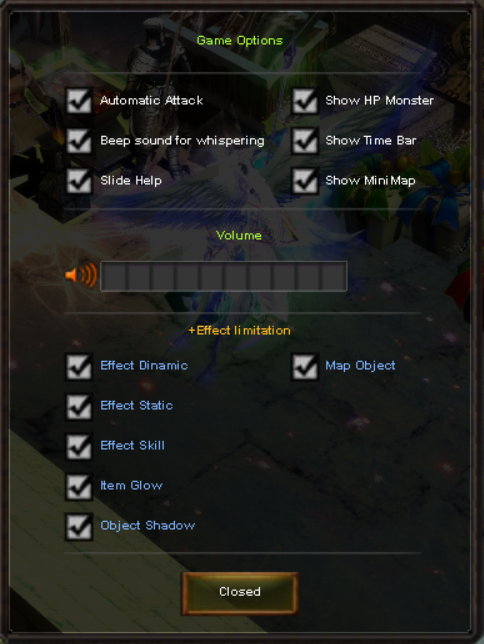 Game Options
Automatic Attack
Show HP Monster
Beep sound for whispering
Show Time Bar
Slide Help
Show MiniMap
Volume
+Effect limitation
Effect Dinamic
Map Object
Effect Static
Effect Skill
Item Glow
Object Shadow
Closed